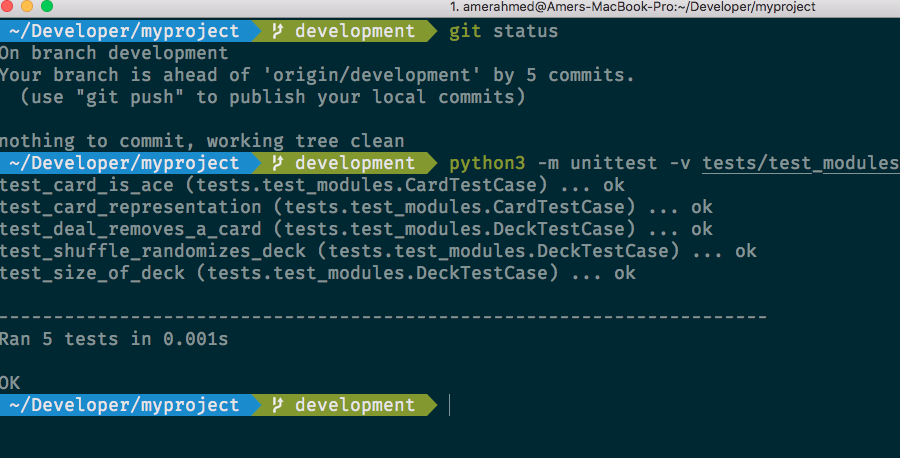 1. amerahmed@Amers-MacBook-Pro:~/Developer/myproject
~/Developer/myproject development git status
On branch development
Your branch is ahead of 'origin/development' by 5 commits.
  (use "git push" to publish your local commits)
nothing to commit, working tree clean
~/Developer/myproject development python3 -m unittest -v tests/test_modules
test_card_is_ace (tests.test_modules.CardTestCase) ... ok
test_card_representation (tests.test_modules.CardTestCase) ... ok
test_deal_removes_a_card (tests.test_modules.DeckTestCase) ... ok
test_shuffle_randomizes_deck (tests.test_modules.DeckTestCase) ... ok
test_size_of_deck (tests.test_modules.DeckTestCase) ... ok
----------------------------------------------------------------------
Ran 5 tests in 0.001s
OK
~/Developer/myproject development